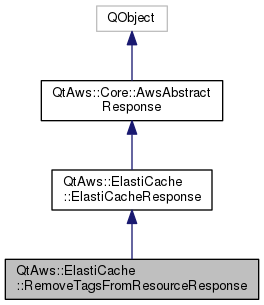 QObject
QtAws::Core::AwsAbstract
Response
QtAws::ElastiCache
::ElastiCacheResponse
QtAws::ElastiCache
::RemoveTagsFromResourceResponse